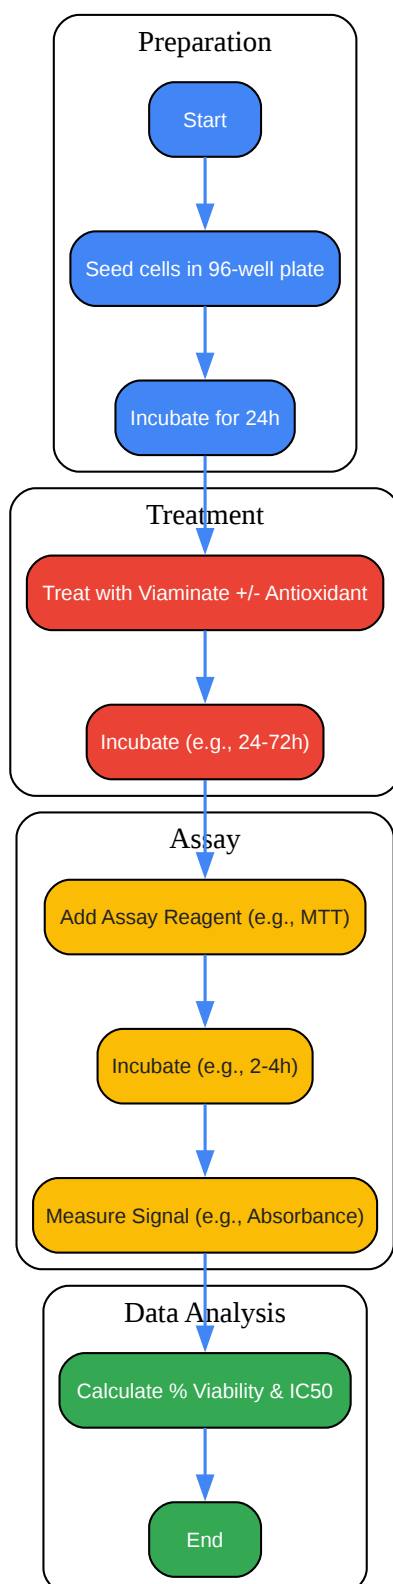 Preparation
Start
Seed cells in 96-well plate
Incubate for 24h
Treatment
Treat with Viaminate +/- Antioxidant
Incubate (e.g., 24-72h)
Assay
Add Assay Reagent (e.g., MTT)
Incubate (e.g., 2-4h)
Measure Signal (e.g., Absorbance)
Data Analysis
Calculate % Viability & IC50
End